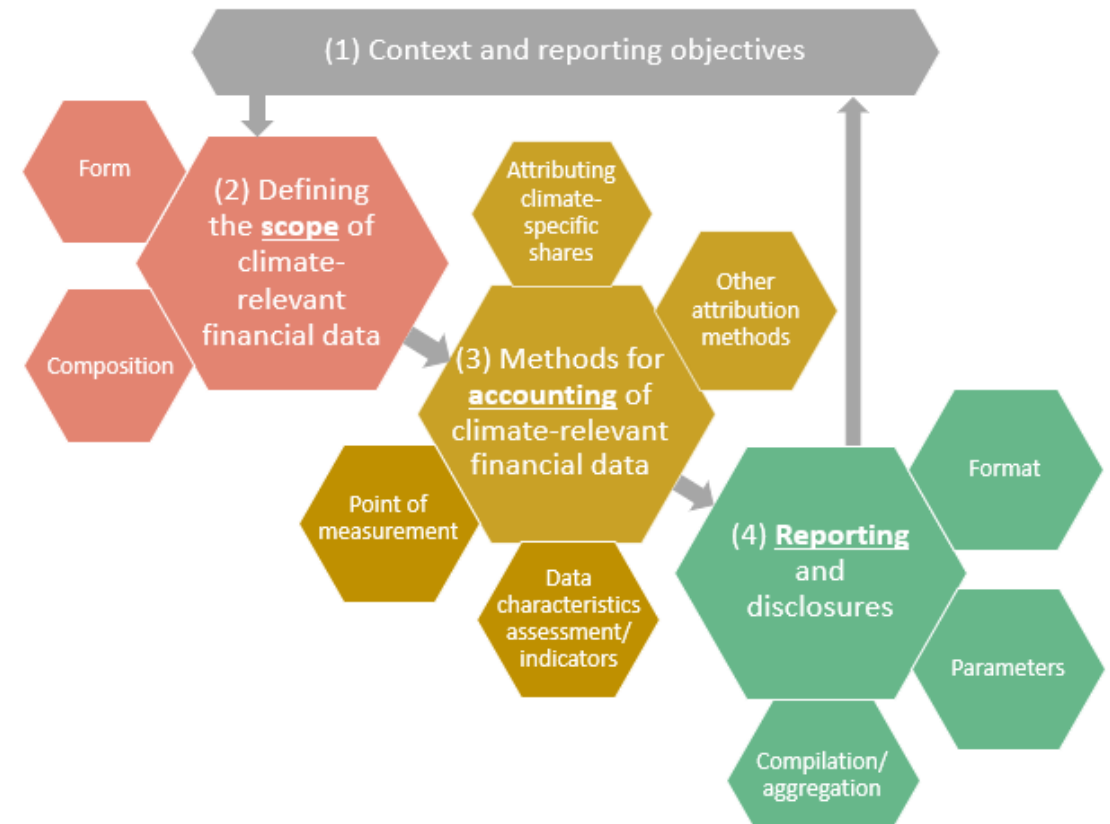 (1) Context and reporting objectives
Form
(2) Defining
the scope of
climate-
relevant
financial data
Composition
Attributing
climate-
specific
shares
Other
attribution
methods
(3) Methods for
accounting of
climate-relevant
financial data
Point of
measurement
Data
characteristics
assessment/
indicators
(4) Reporting
and
disclosures
Format
Parameters
Compilation/
aggregation